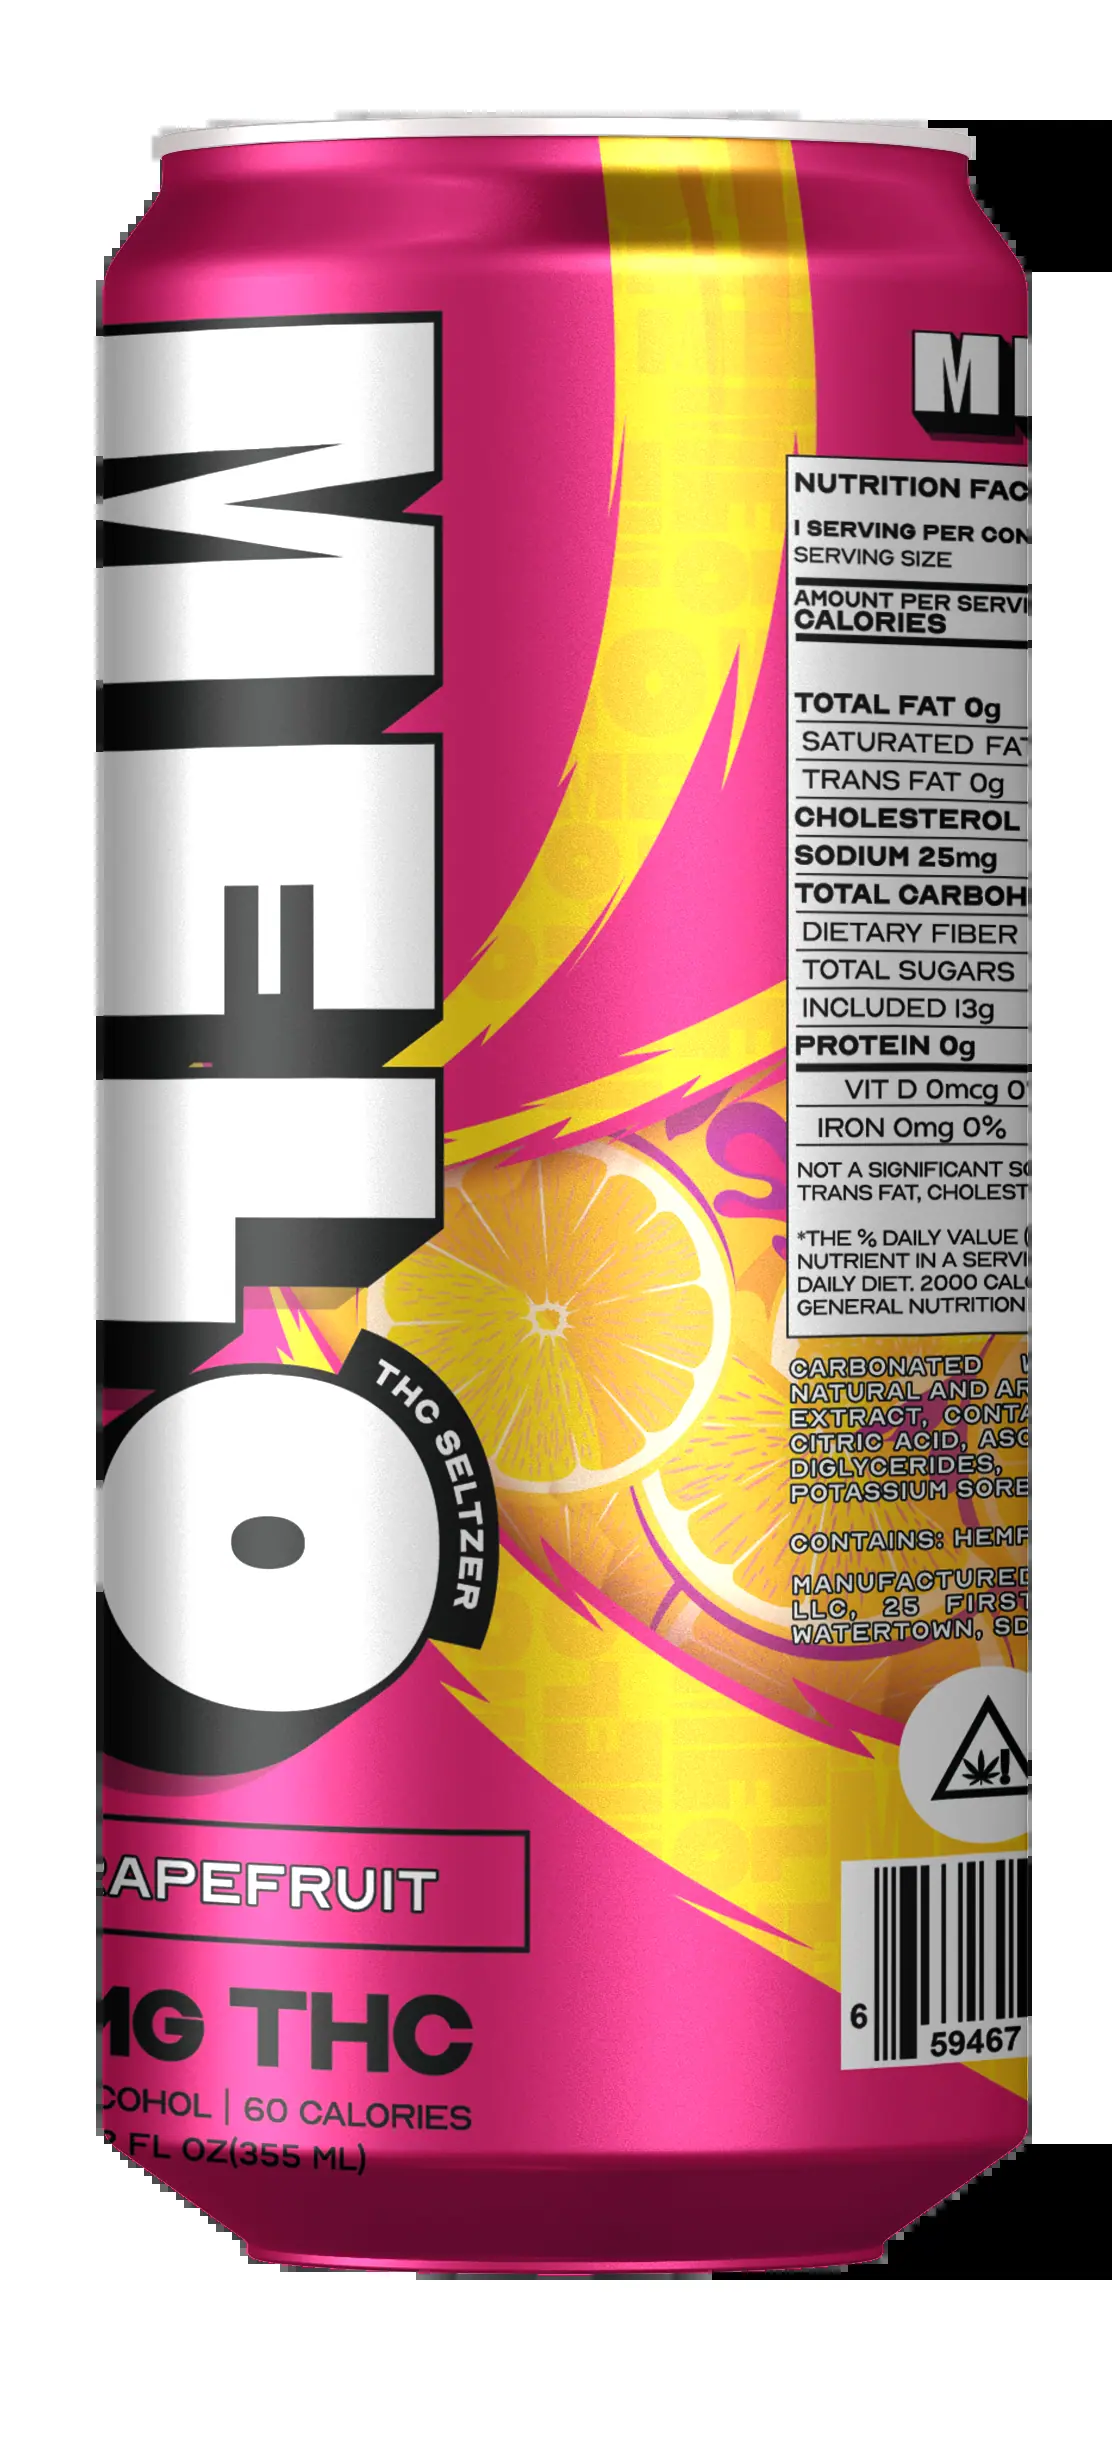 MELO
THC SELTZER
APEFRUIT
MG THC
COHOL | 60 CALORIES
FL OZ(355 ML)
M
NUTRITION FAC
1 SERVING PER CON
SERVING SIZE
AMOUNT PER SERVI
CALORIES
TOTAL FAT 0g
SATURATED FAT
TRANS FAT 0g
CHOLESTEROL
SODIUM 25mg
TOTAL CARBOH
DIETARY FIBER
TOTAL SUGARS
INCLUDED 13g
PROTEIN 0g
VIT D 0mcg 0
IRON 0mg 0%
NOT A SIGNIFICANT SO
TRANS FAT, CHOLEST
*THE % DAILY VALUE (
NUTRIENT IN A SERVI
DAILY DIET. 2000 CALO
GENERAL NUTRITION
CARBONATED W
NATURAL AND AR
EXTRACT, CONTA
CITRIC ACID, ASC
DIGLYCERIDES,
POTASSIUM SORB
CONTAINS: HEMP
MANUFACTURED
LLC, 25 FIRST
WATERTOWN, SD
6 59467